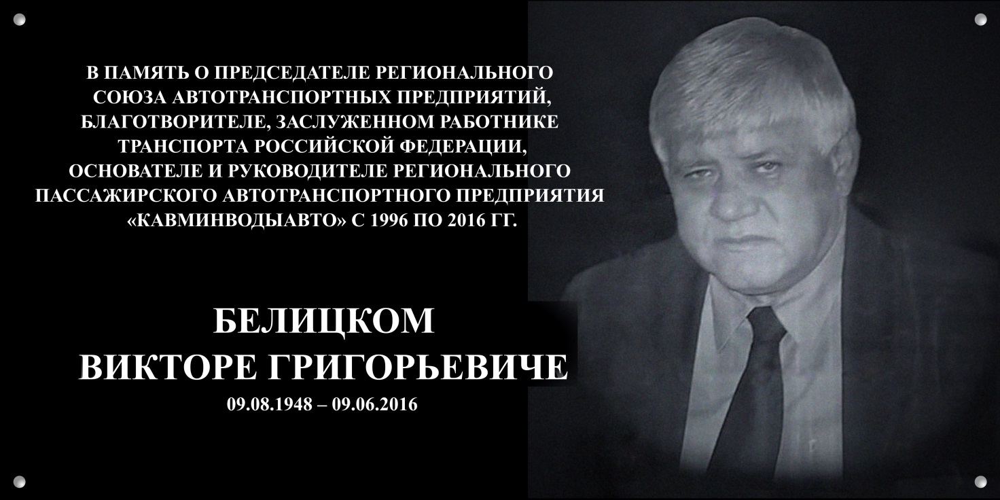 В ПАМЯТЬ О ПРЕДСЕДАТЕЛЕ РЕГИОНАЛЬНОГО
СОЮЗА АВТОТРАНСПОРТНЫХ ПРЕДПРИЯТИЙ,
БЛАГОТВОРИТЕЛЕ, ЗАСЛУЖЕННОМ РАБОТНИКЕ
ТРАНСПОРТА РОССИЙСКОЙ ФЕДЕРАЦИИ,
ОСНОВАТЕЛЕ И РУКОВОДИТЕЛЕ РЕГИОНАЛЬНОГО
ПАССАЖИРСКОГО АВТОТРАНСПОРТНОГО ПРЕДПРИЯТИЯ
«КАВМИНВОДЫАВТО» С 1996 ПО 2016 ГГ.
БЕЛИЦКОМ
ВИКТОРЕ ГРИГОРЬЕВИЧЕ
09.08.1948 – 09.06.2016